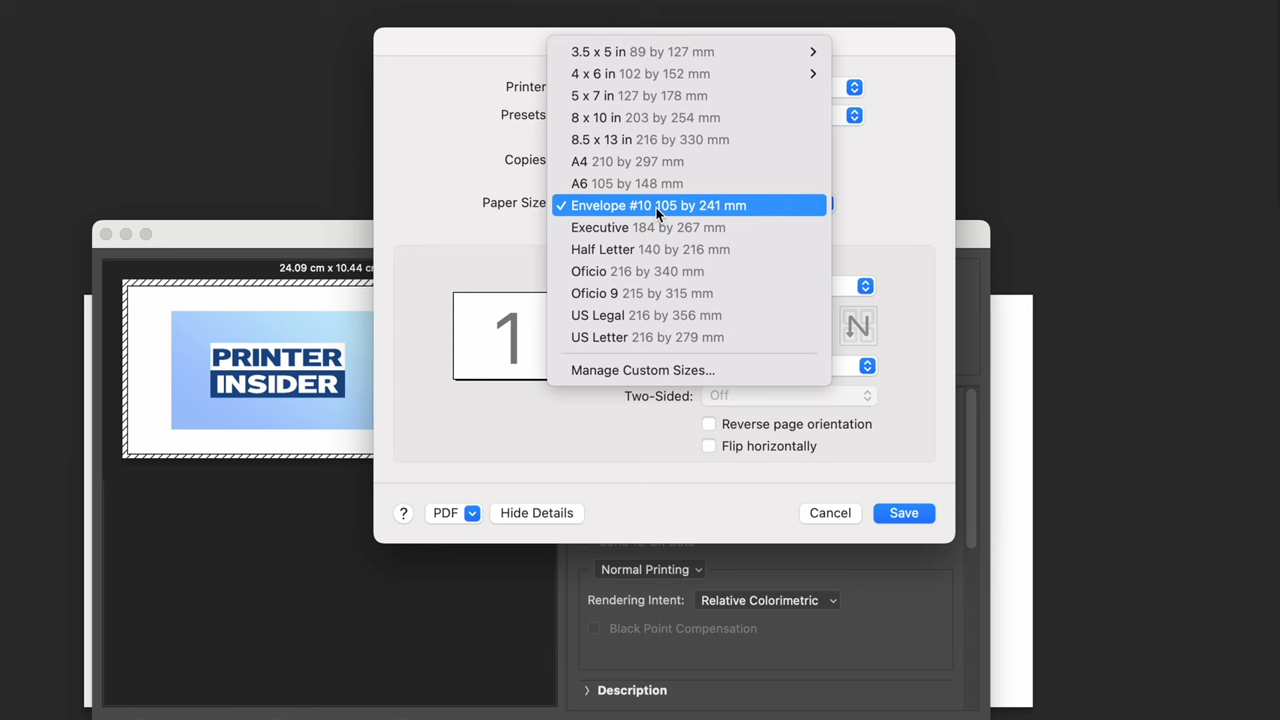 3.5 x 5 in 89 by 127 mm
4 x 6 in 102 by 152 mm
Printer
5 x 7 in 127 by 178 mm
Presets
8 x 10 in 203 by 254 mm
8.5 x 13 in 216 by 330 mm
Copies
A4 210 by 297 mm
A6 105 by 148 mm
Paper Size
✓ Envelope #10 105 by 241 mm
Executive 184 by 267 mm
Half Letter 140 by 216 mm
Oficio 216 by 340 mm
Oficio 9 215 by 315 mm
US Legal 216 by 356 mm
US Letter 216 by 279 mm
Manage Custom Sizes...
24.09 cm x 10.44 c
PRINTER
INSIDER
1
Two-Sided: Off
Reverse page orientation
Flip horizontally
? PDF Hide Details Cancel Save
Normal Printing
Rendering Intent: Relative Colorimetric
Black Point Compensation
Description